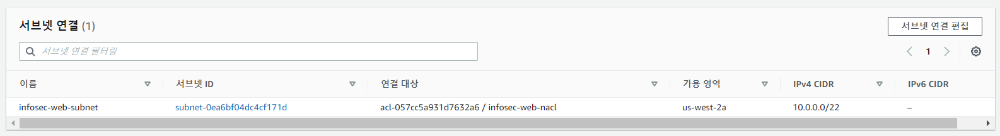 서브넷 연결 (1)
서브넷 연결 편집
서브넷 연결 필터링
1
이름 서브넷 ID 연결 대상 가용 영역 IPv4 CIDR IPv6 CIDR
infosec-web-subnet subnet-0ea6bf04dc4cf171d acl-057cc5a931d7632a6 / infosec-web-nacl us-west-2a 10.0.0.0/22 –